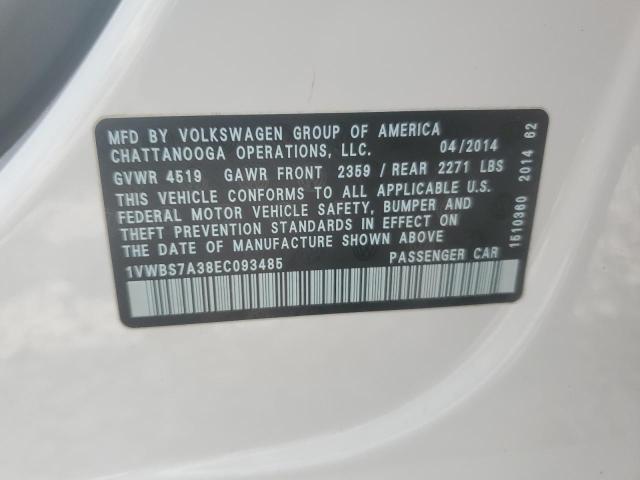 MFD BY VOLKSWAGEN GROUP OF AMERICA
CHATTANOOGA OPERATIONS, LLC. 04/2014
GVWR 4519 GAWR FRONT 2359 / REAR 2271 LBS
THIS VEHICLE CONFORMS TO ALL APPLICABLE U.S.
FEDERAL MOTOR VEHICLE SAFETY, BUMPER AND
THEFT PREVENTION STANDARDS IN EFFECT ON
THE DATE OF MANUFACTURE SHOWN ABOVE
1VWBS7A38EC093485 PASSENGER CAR
1510360 2014 62